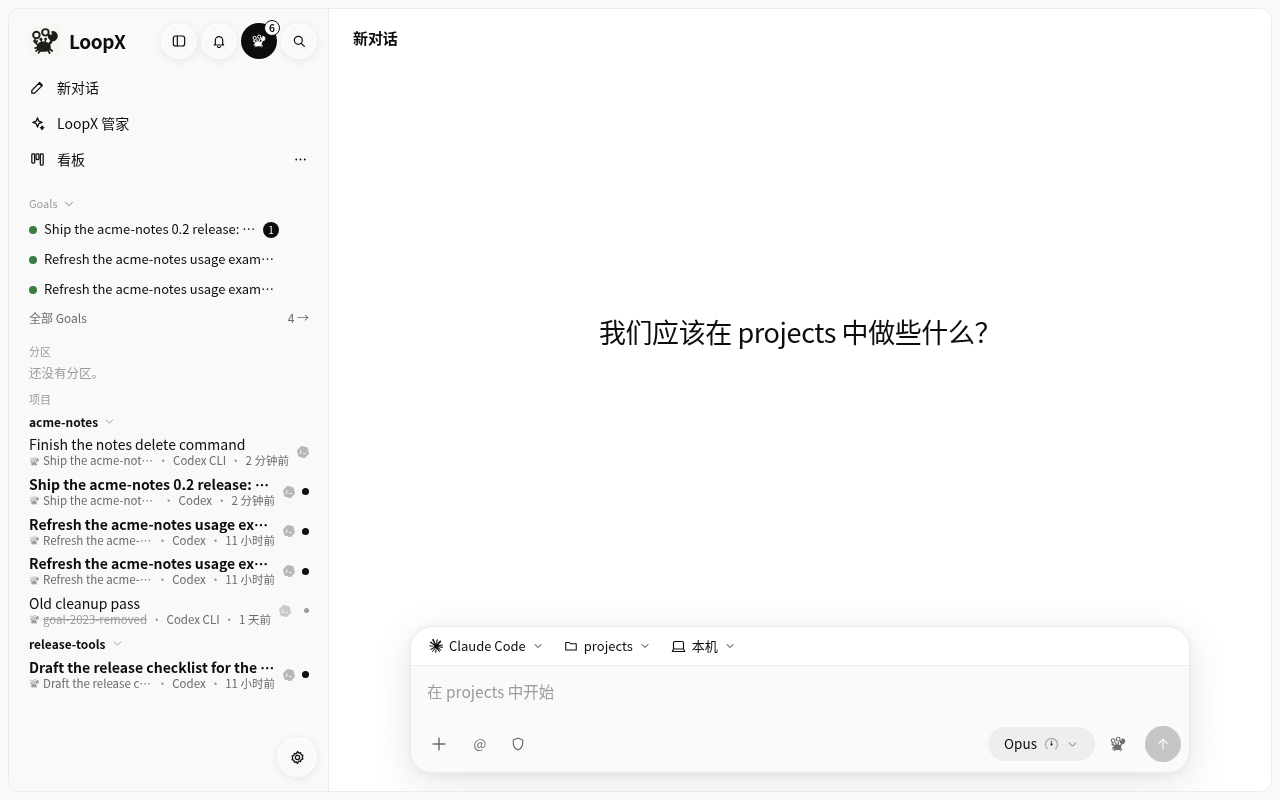 LoopX
6
新对话
新对话
LoopX 管家
看板
Goals
Ship the acme-notes 0.2 release: ⋯ 1
Refresh the acme-notes usage exam⋯
Refresh the acme-notes usage exam⋯
全部 Goals 4 →
分区
还没有分区。
项目
acme-notes
Finish the notes delete command
Ship the acme-not⋯ • Codex CLI • 2 分钟前
Ship the acme-notes 0.2 release: ⋯
Ship the acme-not⋯ • Codex • 2 分钟前
Refresh the acme-notes usage ex⋯
Refresh the acme-⋯ • Codex • 11 小时前
Refresh the acme-notes usage ex⋯
Refresh the acme-⋯ • Codex • 11 小时前
Old cleanup pass
goal-2023-removed • Codex CLI • 1 天前
release-tools
Draft the release checklist for the ⋯
Draft the release c⋯ • Codex • 11 小时前
我们应该在 projects 中做些什么？
Claude Code projects 本机
在 projects 中开始
@ Opus